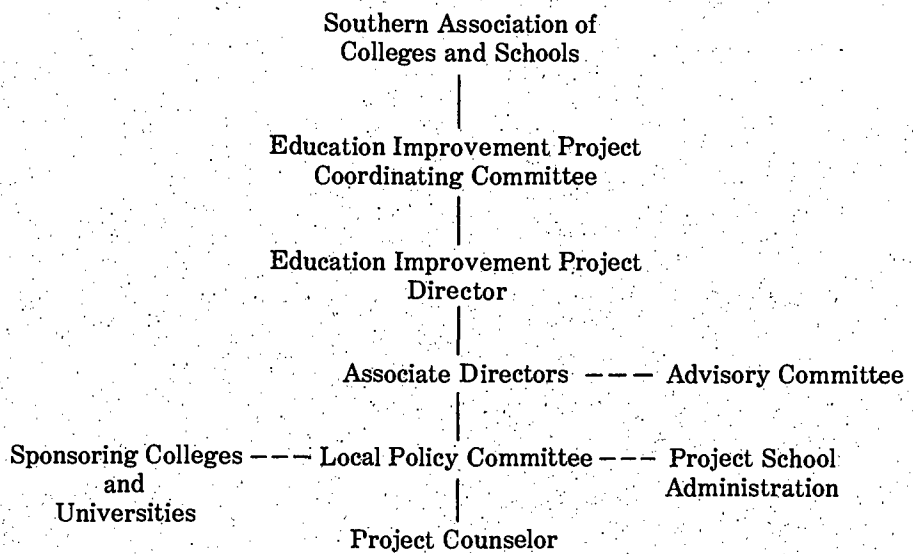 Southern Association of
Colleges and Schools
Education Improvement Project
Coordinating Committee
Education Improvement Project
Director
Associate Directors --- Advisory Committee
Sponsoring Colleges --- Local Policy Committee --- Project School
and
Administration
Universities
Project Counselor